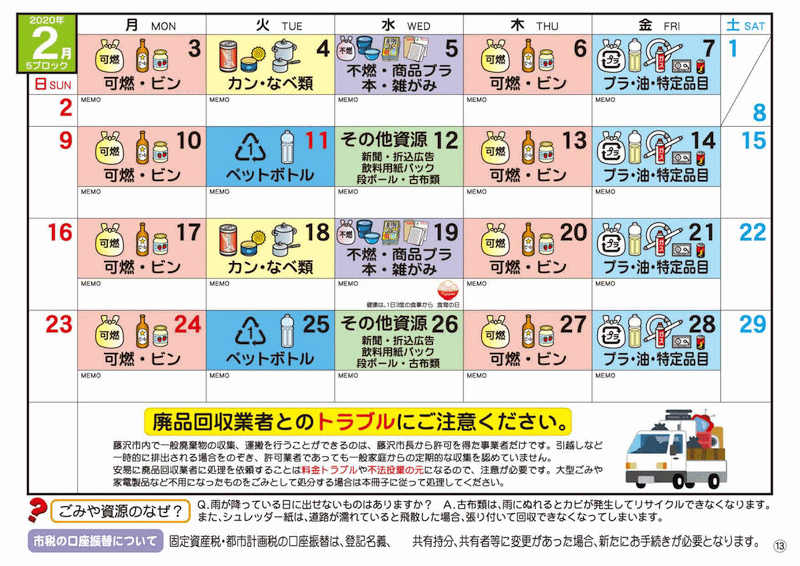 2020年
2月
5ブロック
月 MON
火 TUE
水 WED
木 THU
金 FRI
土 SAT
日 SUN
1
2
可燃
3
可燃・ビン
4
カン・なべ類
不燃
5
不燃・商品プラ
本・雑がみ
可燃
6
可燃・ビン
プラ
7
プラ・油・特定品目
8
MEMO
MEMO
MEMO
MEMO
MEMO
9
可燃
10
可燃・ビン
1
11
ペットボトル
その他資源 12
新聞・折込広告
飲料用紙パック
段ボール・古布類
可燃
13
可燃・ビン
プラ
14
プラ・油・特定品目
15
MEMO
MEMO
MEMO
MEMO
MEMO
16
可燃
17
可燃・ビン
18
カン・なべ類
不燃
19
不燃・商品プラ
本・雑がみ
可燃
20
可燃・ビン
プラ
21
プラ・油・特定品目
22
MEMO
MEMO
MEMO
MEMO
MEMO
健康は、1日3度の食事から 食育の日
23
可燃
24
可燃・ビン
1
25
ペットボトル
その他資源 26
新聞・折込広告
飲料用紙パック
段ボール・古布類
可燃
27
可燃・ビン
プラ
28
プラ・油・特定品目
29
MEMO
MEMO
MEMO
MEMO
MEMO
廃品回収業者とのトラブルにご注意ください。
藤沢市内で一般廃棄物の収集、運搬を行うことができるのは、藤沢市長から許可を得た事業者だけです。引越しなど
一時的に排出される場合をのぞき、許可業者であっても一般家庭からの定期的な収集を認めていません。
安易に廃品回収業者に処理を依頼することは料金トラブルや不法投棄の元になるので、注意が必要です。大型ごみや
家電製品など不用になったものをごみとして処分する場合は本冊子に従って処理してください。
?
ごみや資源のなぜ?
Q.雨が降っている日に出せないものはありますか? A.古布類は、雨にぬれるとカビが発生してリサイクルできなくなります。
また、シュレッダー紙は、道路が濡れていると飛散した場合、張り付いて回収できなくなってしまいます。
市税の口座振替について
固定資産税・都市計画税の口座振替は、登記名義、 共有持分、共有者等に変更があった場合、新たにお手続きが必要となります。
13